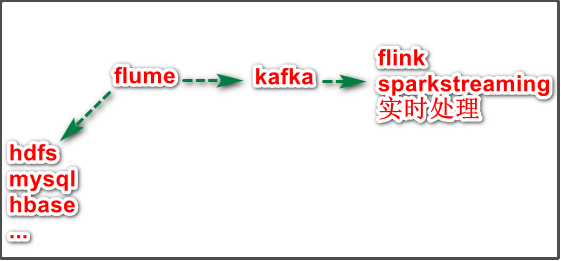 flume
kafka
flink
sparkstreaming
实时处理
hdfs
mysql
hbase
...